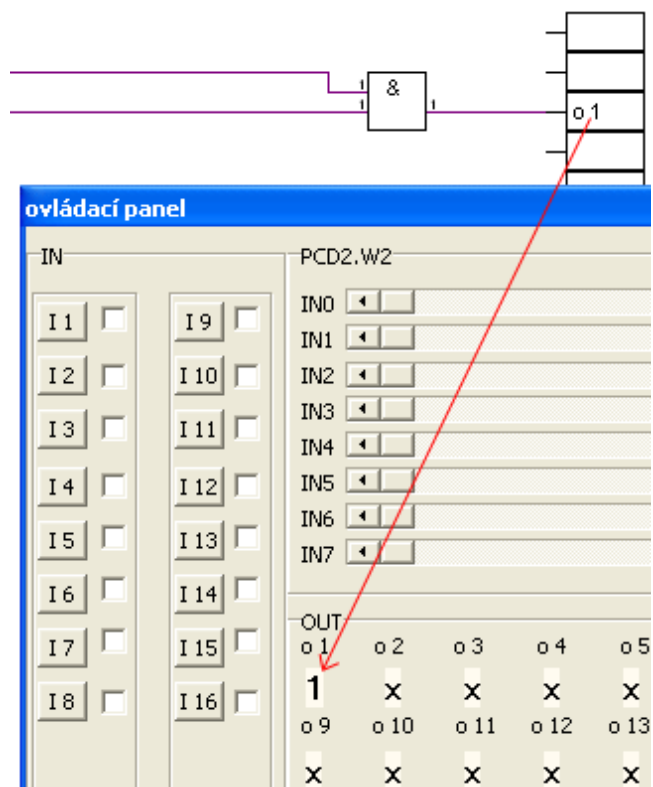 1
&
1
1
o 1
ovládací panel
IN
PCD2.W2
I 1
I 9
IN0
IN1
I 2
I 10
IN2
IN3
I 3
I 11
IN4
I 4
I 12
IN5
IN6
I 5
I 13
IN7
I 6
I 14
OUT
I 7
I 15
o 1 o 2 o 3 o 4 o 5
I 8
I 16
1 x x x x
o 9 o 10 o 11 o 12 o 13
x x x x x